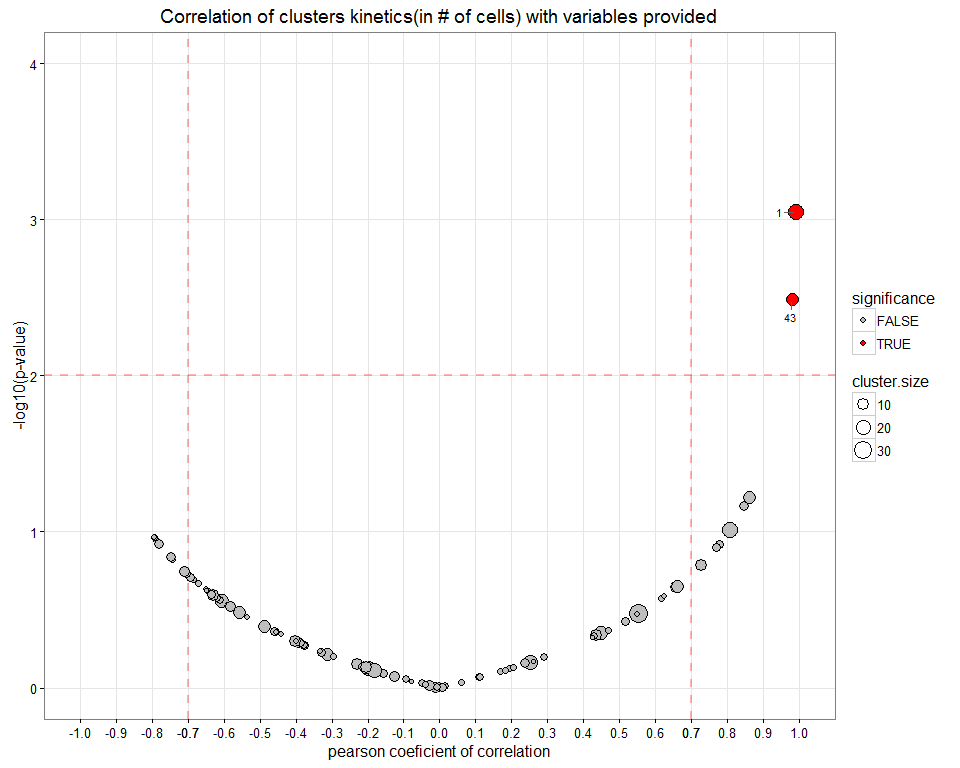 Correlation of clusters kinetics(in # of cells) with variables provided
4
3
2
1
0
-log10(p-value)
1
43
-1.0 -0.9 -0.8 -0.7 -0.6 -0.5 -0.4 -0.3 -0.2 -0.1 0.0 0.1 0.2 0.3 0.4 0.5 0.6 0.7 0.8 0.9 1.0
pearson coeficient of correlation
significance
FALSE
TRUE
cluster.size
10
20
30